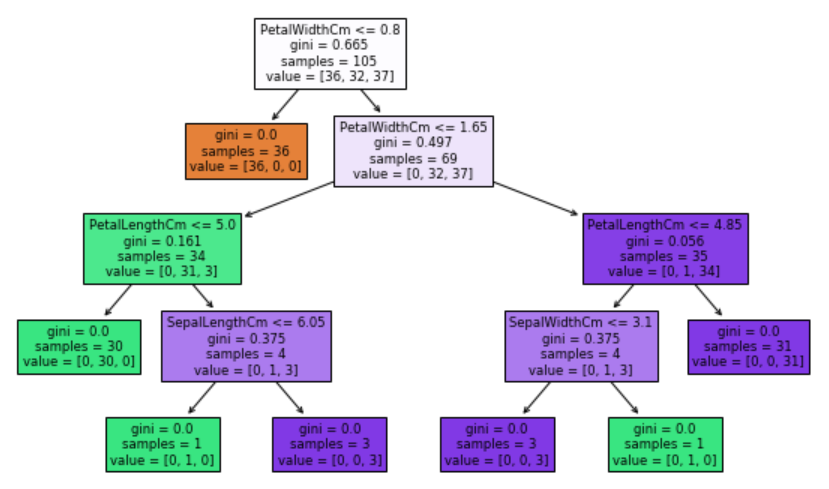 PetalWidthCm <= 0.8
gini = 0.665
samples = 105
value = [36, 32, 37]
gini = 0.0
samples = 36
value = [36, 0, 0]
PetalWidthCm <= 1.65
gini = 0.497
samples = 69
value = [0, 32, 37]
PetalLengthCm <= 5.0
gini = 0.161
samples = 34
value = [0, 31, 3]
PetalLengthCm <= 4.85
gini = 0.056
samples = 35
value = [0, 1, 34]
gini = 0.0
samples = 30
value = [0, 30, 0]
SepalLengthCm <= 6.05
gini = 0.375
samples = 4
value = [0, 1, 3]
SepalWidthCm <= 3.1
gini = 0.375
samples = 4
value = [0, 1, 3]
gini = 0.0
samples = 31
value = [0, 0, 31]
gini = 0.0
samples = 1
value = [0, 1, 0]
gini = 0.0
samples = 3
value = [0, 0, 3]
gini = 0.0
samples = 3
value = [0, 0, 3]
gini = 0.0
samples = 1
value = [0, 1, 0]